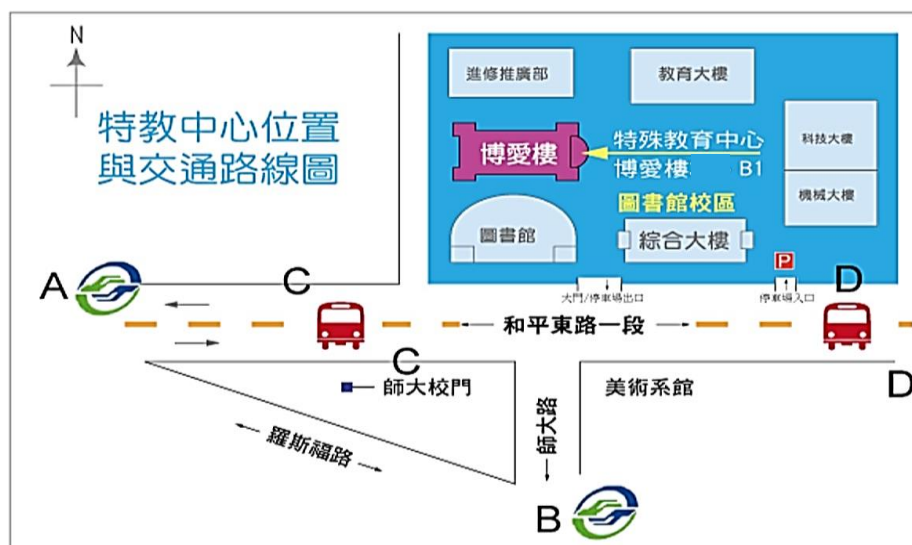 N
特教中心位置
與交通路線圖
進修推廣部
教育大樓
博愛樓
特殊教育中心
博愛樓 B1
科技大樓
機械大樓
圖書館校區
圖書館
綜合大樓
P
A
C
大門/停車場出口
停車場入口
D
和平東路一段
C
師大校門
美術系館
D
羅斯福路
師大路
B